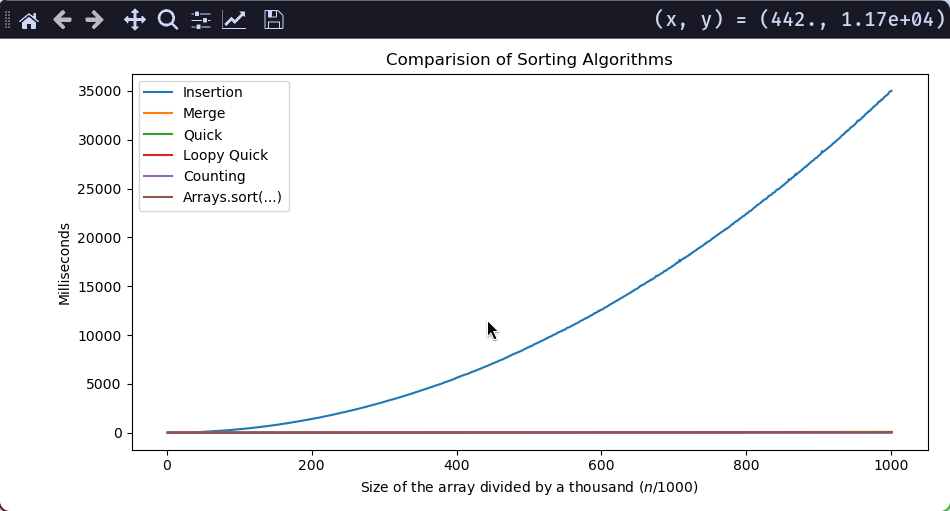 (x, y) = (442., 1.17e+04)
Comparision of Sorting Algorithms
Insertion
Merge
Quick
Loopy Quick
Counting
Arrays.sort(...)
35000
30000
25000
20000
15000
10000
5000
0
Milliseconds
0 200 400 600 800 1000
Size of the array divided by a thousand (n/1000)